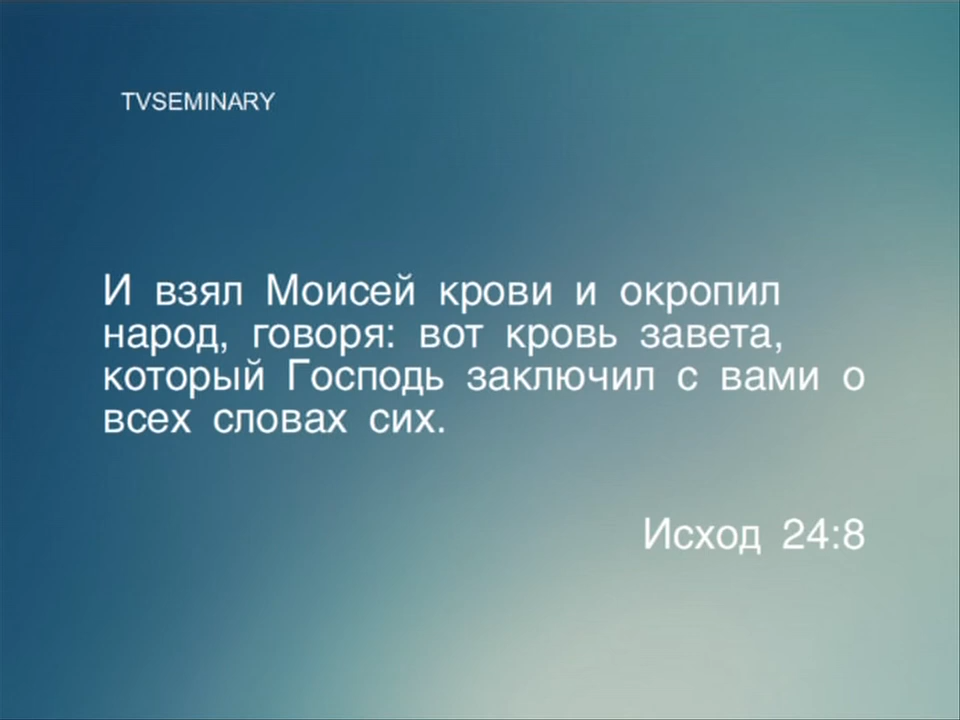 TVSEMINARY
И взял Моисей крови и окропил
народ, говоря: вот кровь завета,
который Господь заключил с вами о
всех словах сих.
Исход 24:8